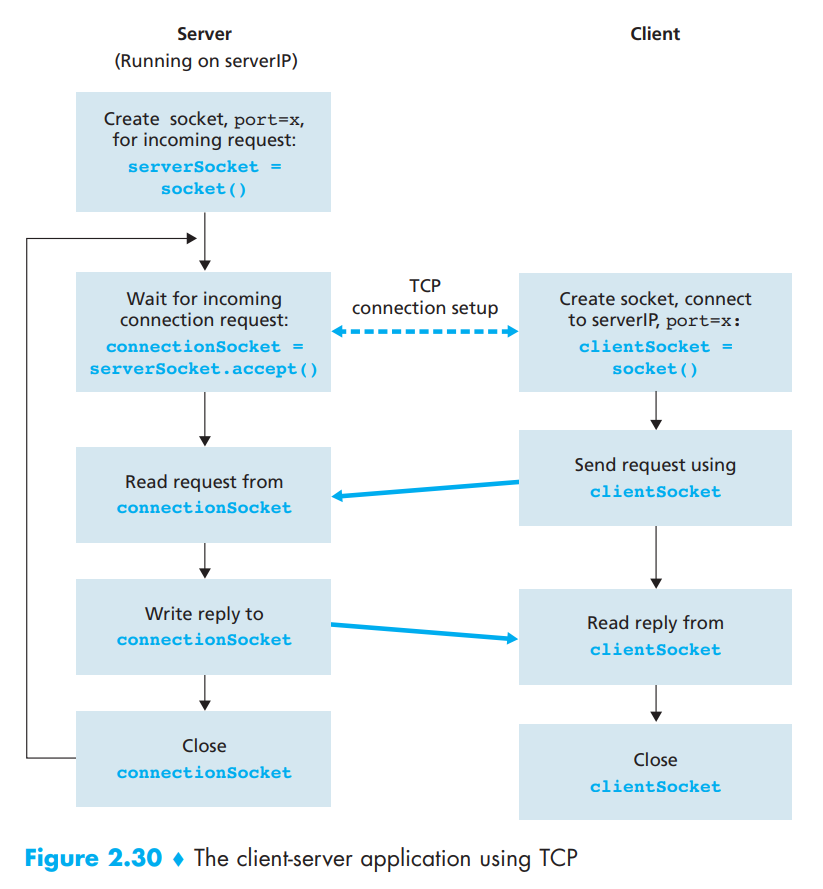 Server
(Running on serverIP)
Create socket, port=x,
for incoming request:
serverSocket =
socket()
Wait for incoming
connection request:
connectionSocket =
serverSocket.accept()
Read request from
connectionSocket
Write reply to
connectionSocket
Close
connectionSocket
TCP
connection setup
Client
Create socket, connect
to serverIP, port=x:
clientSocket =
socket()
Send request using
clientSocket
Read reply from
clientSocket
Close
clientSocket
Figure 2.30 ♦ The client-server application using TCP